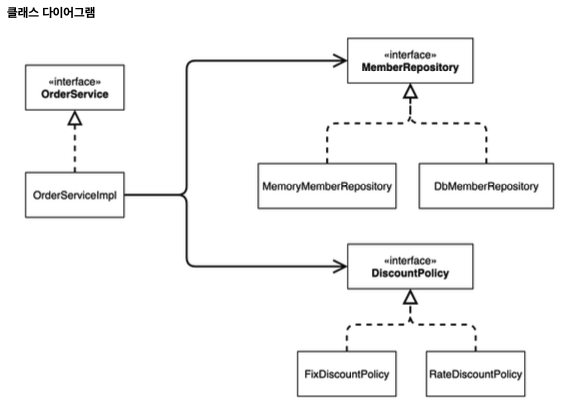 클래스 다이어그램
«interface»
OrderService
OrderServiceImpl
«interface»
MemberRepository
MemoryMemberRepository
DbMemberRepository
«interface»
DiscountPolicy
FixDiscountPolicy
RateDiscountPolicy